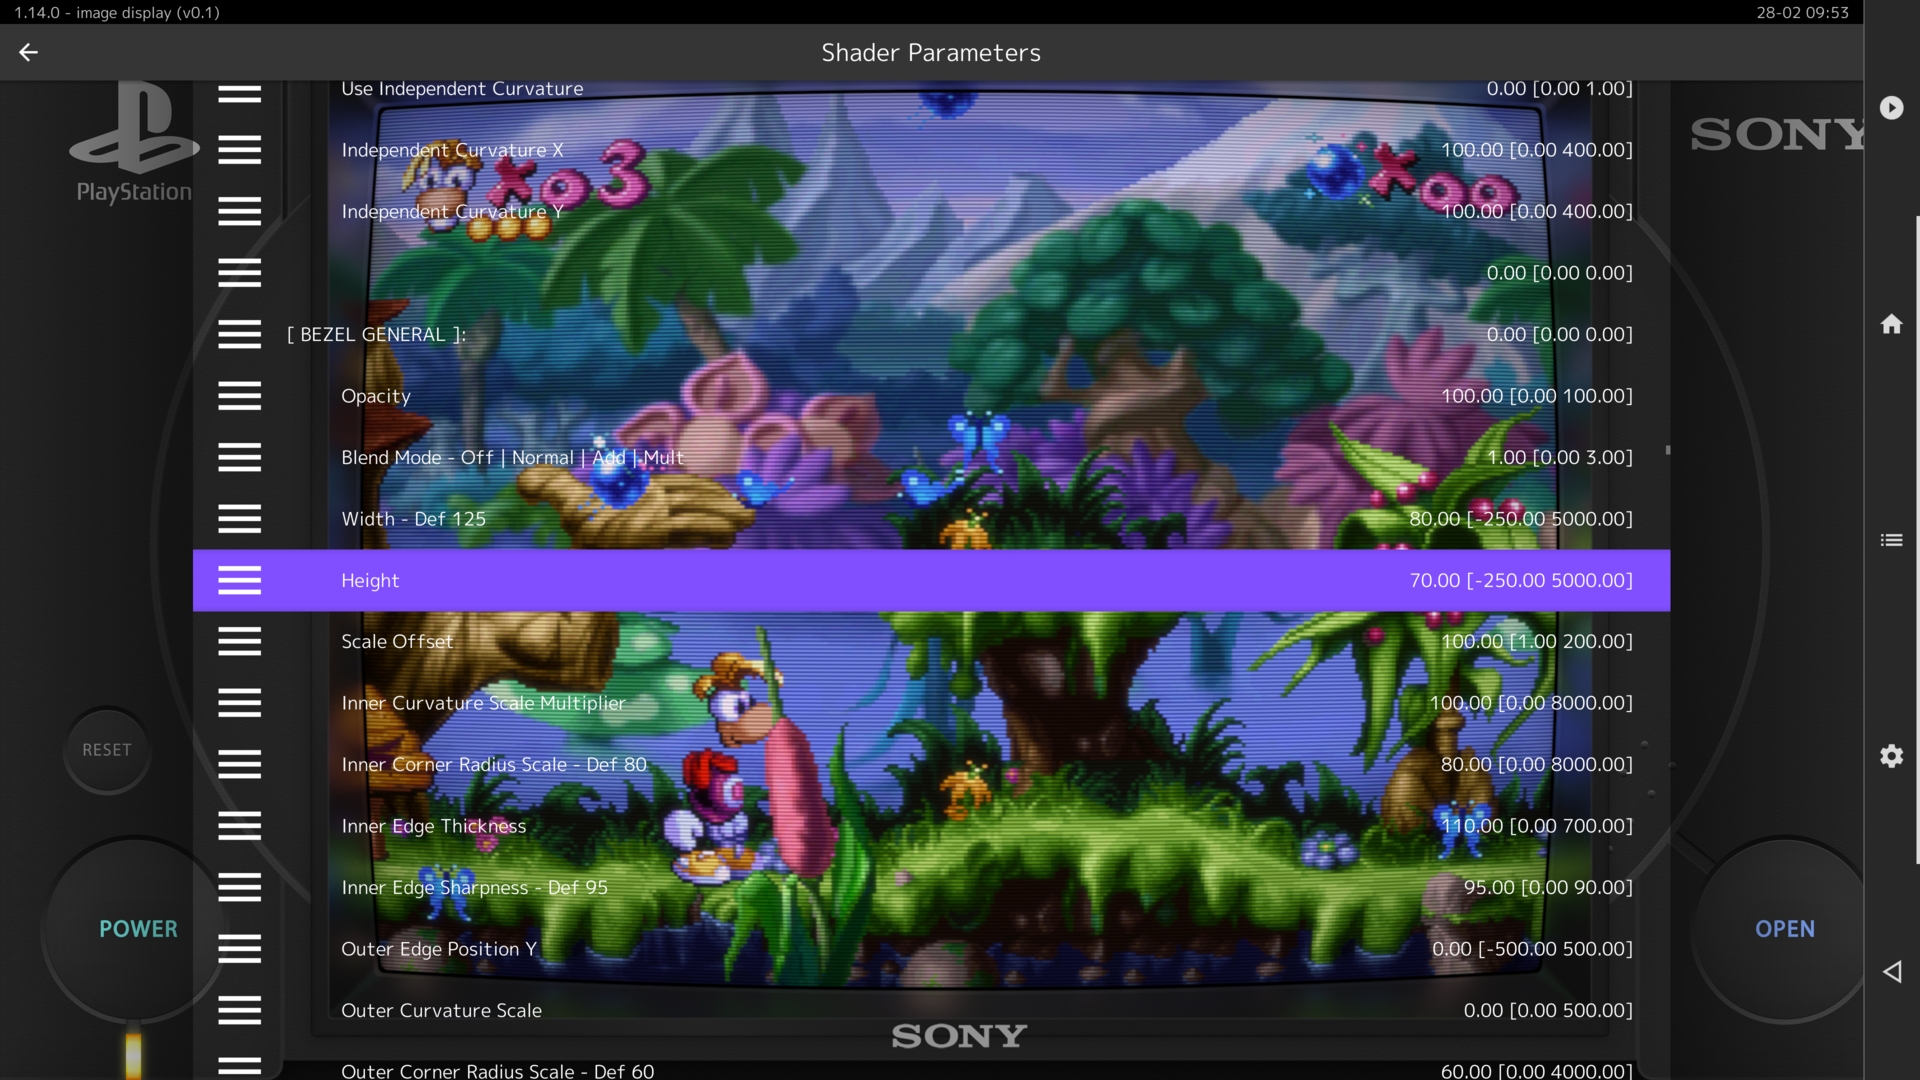 1.14.0 - image display (v0.1)
28-02 09:53
Shader Parameters
Use Independent Curvature 0.00 [0.00 1.00]
Independent Curvature X 100.00 [0.00 400.00]
Independent Curvature Y 100.00 [0.00 400.00]
0.00 [0.00 0.00]
[ BEZEL GENERAL ]: 0.00 [0.00 0.00]
Opacity 100.00 [0.00 100.00]
Blend Mode - Off | Normal | Add | Mult 1.00 [0.00 3.00]
Width - Def 125 80.00 [-250.00 5000.00]
Height 70.00 [-250.00 5000.00]
Scale Offset 100.00 [1.00 200.00]
Inner Curvature Scale Multiplier 100.00 [0.00 8000.00]
Inner Corner Radius Scale - Def 80 80.00 [0.00 8000.00]
Inner Edge Thickness 110.00 [0.00 700.00]
Inner Edge Sharpness - Def 95 95.00 [0.00 90.00]
Outer Edge Position Y 0.00 [-500.00 500.00]
Outer Curvature Scale 0.00 [0.00 500.00]
Outer Corner Radius Scale - Def 60 60.00 [0.00 4000.00]
PlayStation
SONY
x03
x00
RESET
POWER
OPEN
SONY